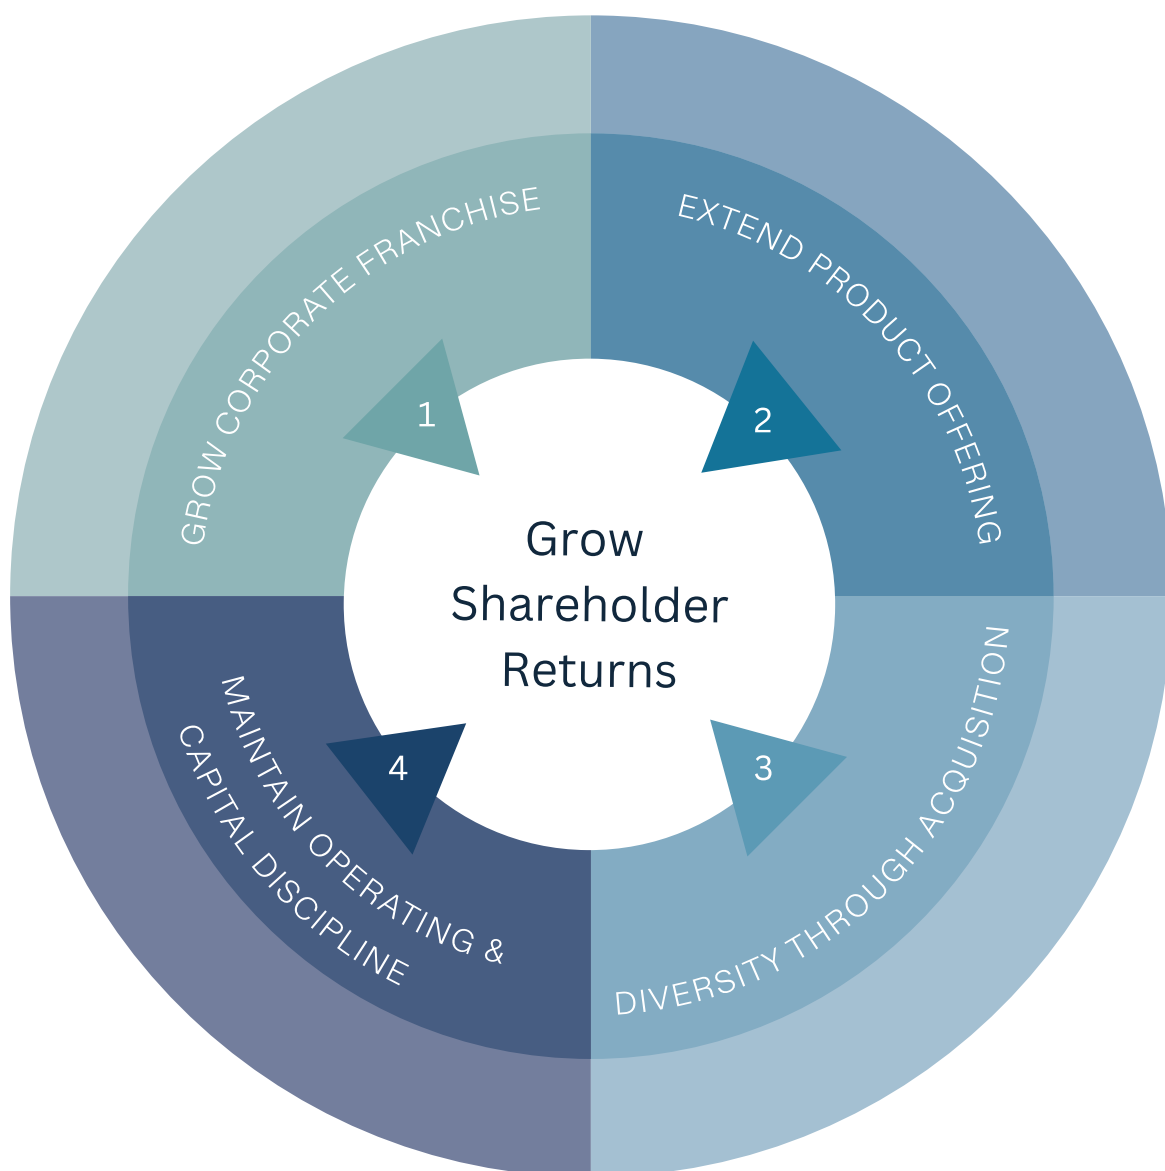 GROW CORPORATE FRANCHISE
1
EXTEND PRODUCT OFFERING
2
Grow
Shareholder
Returns
DIVERSITY THROUGH ACQUISITION
3
MAINTAIN OPERATING &
CAPITAL DISCIPLINE
4